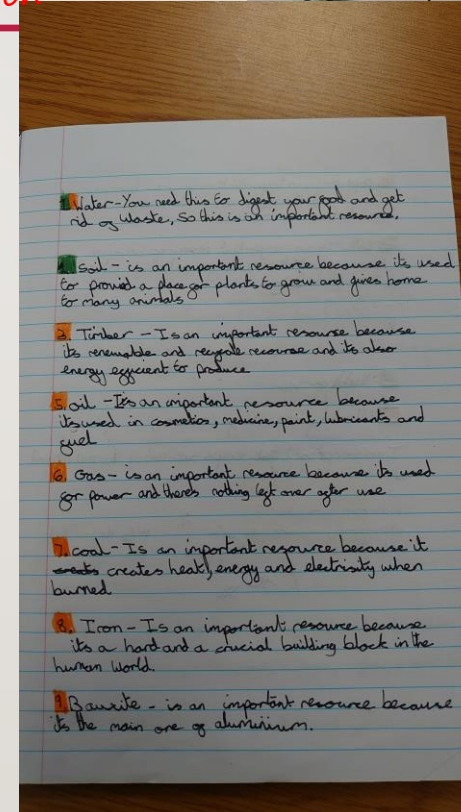 on
1. Water-You need this to digest your food and get
rid of waste, So this is an important resource.
4. Soil - is an important resource because its used
to provied a place for plants to grow and gives home
to many animals
3. Timber - Is an important resourse because
its renewable and recycle recourse and its also
energy efficient to produce
5. oil - It's an important ressource because
its used in cosmetics, medicine, paint, lubricants and
fuel
6. Gas - is an important resource because its used
for power and theres nothing left over after use
7. coal - Is an important resource because it
creates heat, energy and electrisity when
burned
8. Iron - Is an important resource because
its a hard and a crucial building block in the
human world.
9. Bauxite - is an important resource because
its the main ore of aluminium.